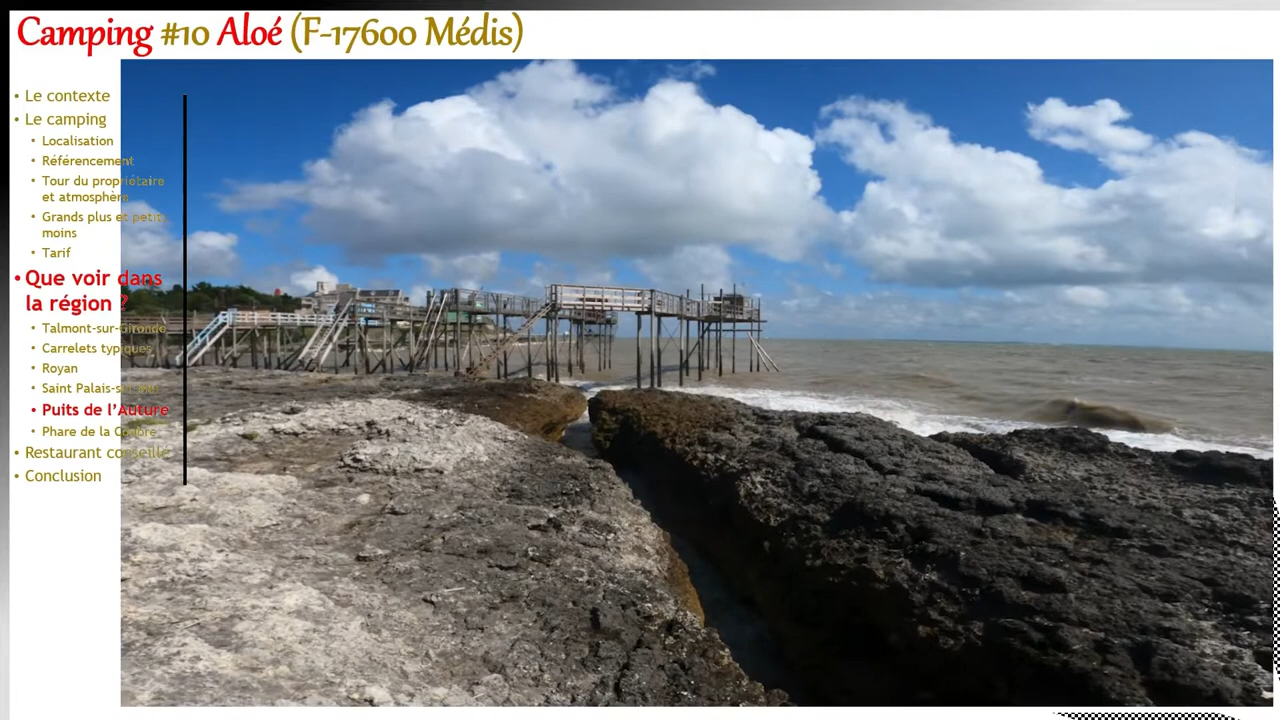 Camping #10 Aloé (F-17600 Médis)
• Le contexte
• Le camping
• Localisation
• Référencement
• Tour du propriétaire
et atmosphère
• Grands plus et petits
moins
• Tarif
• Que voir dans
la région ?
• Talmont-sur-Gironde
• Carrelets typiques
• Royan
• Saint Palais-sur-Mer
• Puits de l'Auture
• Phare de la Coubre
• Restaurant conseillé
• Conclusion